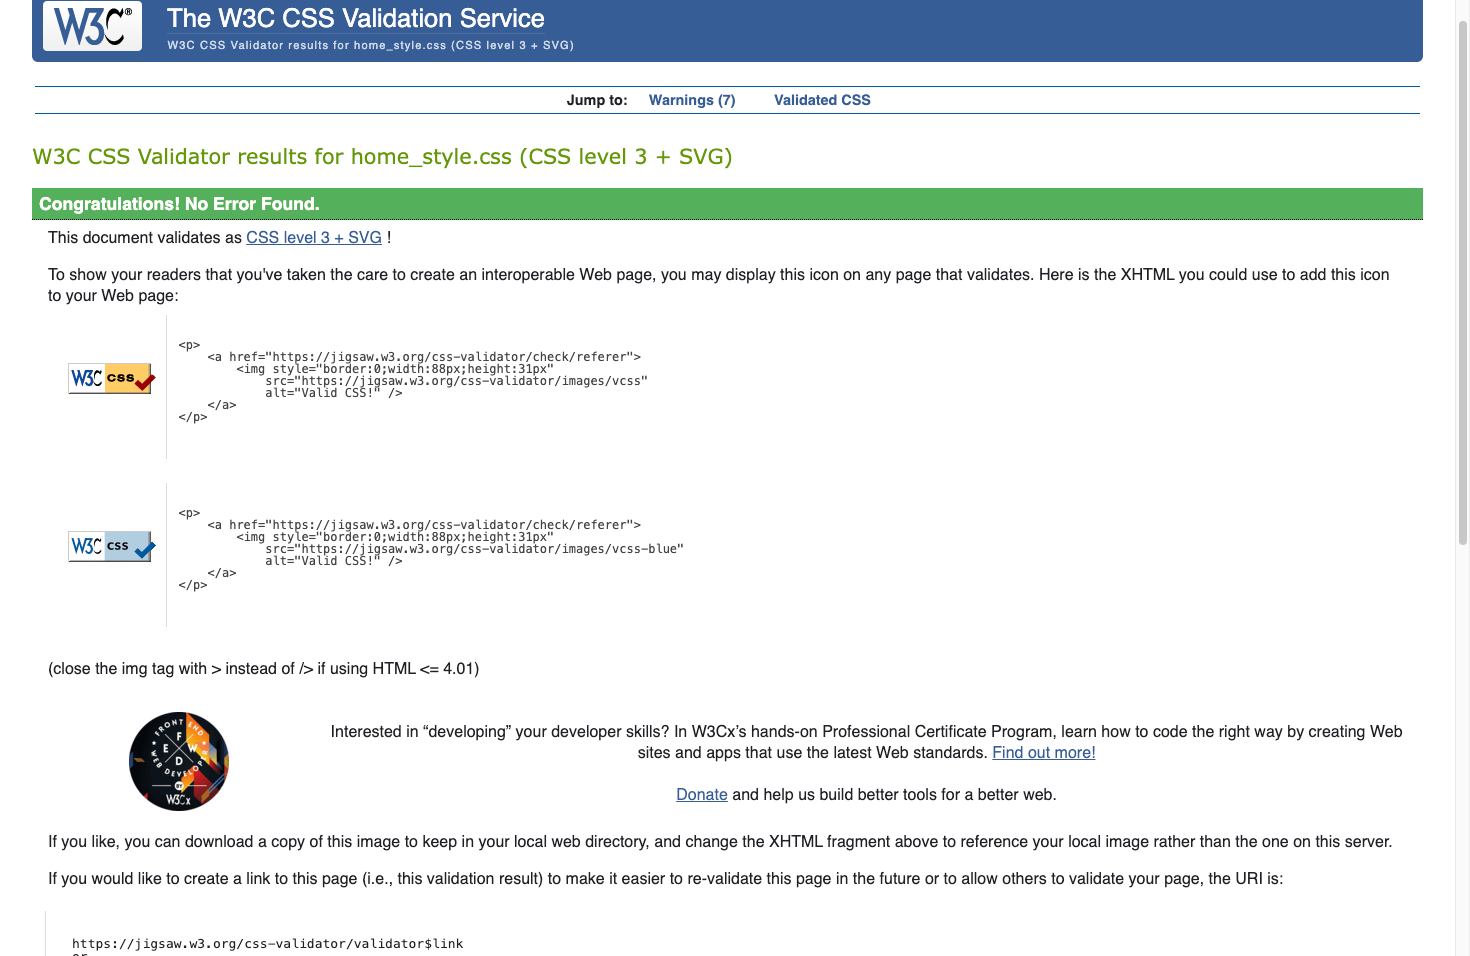 W3C®
The W3C CSS Validation Service
W3C CSS Validator results for home_style.css (CSS level 3 + SVG)
Jump to: Warnings (7) Validated CSS
W3C CSS Validator results for home_style.css (CSS level 3 + SVG)
Congratulations! No Error Found.
This document validates as CSS level 3 + SVG !
To show your readers that you've taken the care to create an interoperable Web page, you may display this icon on any page that validates. Here is the XHTML you could use to add this icon
to your Web page:
W3C css
<p>
    <a href="https://jigsaw.w3.org/css-validator/check/referer">
        <img style="border:0;width:88px;height:31px"
            src="https://jigsaw.w3.org/css-validator/images/vcss"
            alt="Valid CSS!" />
    </a>
</p>
W3C css
<p>
    <a href="https://jigsaw.w3.org/css-validator/check/referer">
        <img style="border:0;width:88px;height:31px"
            src="https://jigsaw.w3.org/css-validator/images/vcss-blue"
            alt="Valid CSS!" />
    </a>
</p>
(close the img tag with > instead of /> if using HTML <= 4.01)
FRONT END
F
E W
D
WEB DEVELOPER
BY
W3Cx
Interested in “developing” your developer skills? In W3Cx’s hands-on Professional Certificate Program, learn how to code the right way by creating Web
sites and apps that use the latest Web standards. Find out more!
Donate and help us build better tools for a better web.
If you like, you can download a copy of this image to keep in your local web directory, and change the XHTML fragment above to reference your local image rather than the one on this server.
If you would like to create a link to this page (i.e., this validation result) to make it easier to re-validate this page in the future or to allow others to validate your page, the URI is:
https://jigsaw.w3.org/css-validator/validator$link